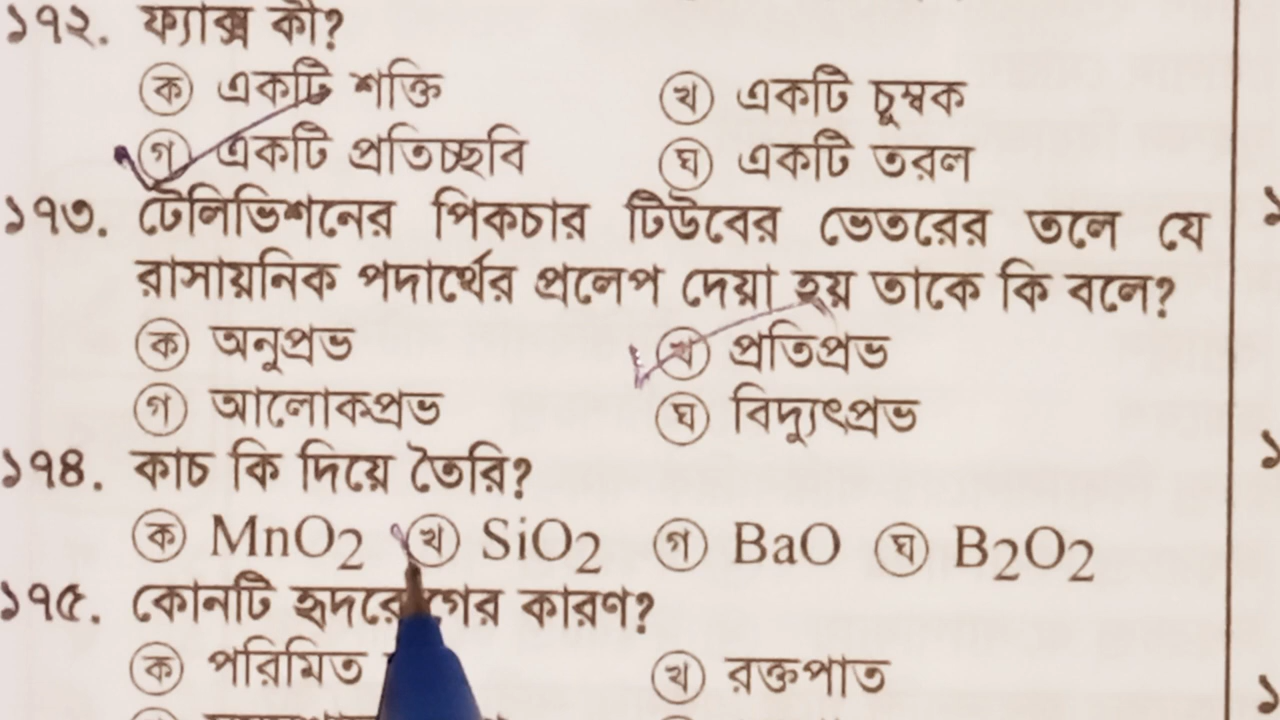 ১৭২. ফ্যাক্স কী?
ক একটি শক্তি খ একটি চুম্বক
গ একটি প্রতিচ্ছবি ঘ একটি তরল
১৭৩. টেলিভিশনের পিকচার টিউবের ভেতরের তলে যে
রাসায়নিক পদার্থের প্রলেপ দেয়া হয় তাকে কি বলে?
ক অনুপ্রভ খ প্রতিপ্রভ
গ আলোকপ্রভ ঘ বিদ্যুৎপ্রভ
১৭৪. কাচ কি দিয়ে তৈরি?
ক MnO2 খ SiO2 গ BaO ঘ B2O2
১৭৫. কোনটি হৃদরোগের কারণ?
ক পরিমিত খ রক্তপাত